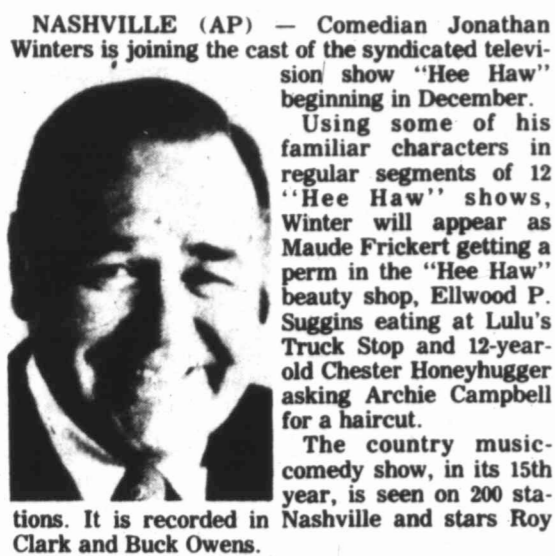 NASHVILLE (AP) — Comedian Jonathan
Winters is joining the cast of the syndicated televi-
sion show "Hee Haw"
beginning in December.
Using some of his
familiar characters in
regular segments of 12
"Hee Haw" shows,
Winter will appear as
Maude Frickert getting a
perm in the "Hee Haw"
beauty shop, Ellwood P.
Suggins eating at Lulu's
Truck Stop and 12-year-
old Chester Honeyhugger
asking Archie Campbell
for a haircut.
The country music-
comedy show, in its 15th
year, is seen on 200 sta-
tions. It is recorded in Nashville and stars Roy
Clark and Buck Owens.